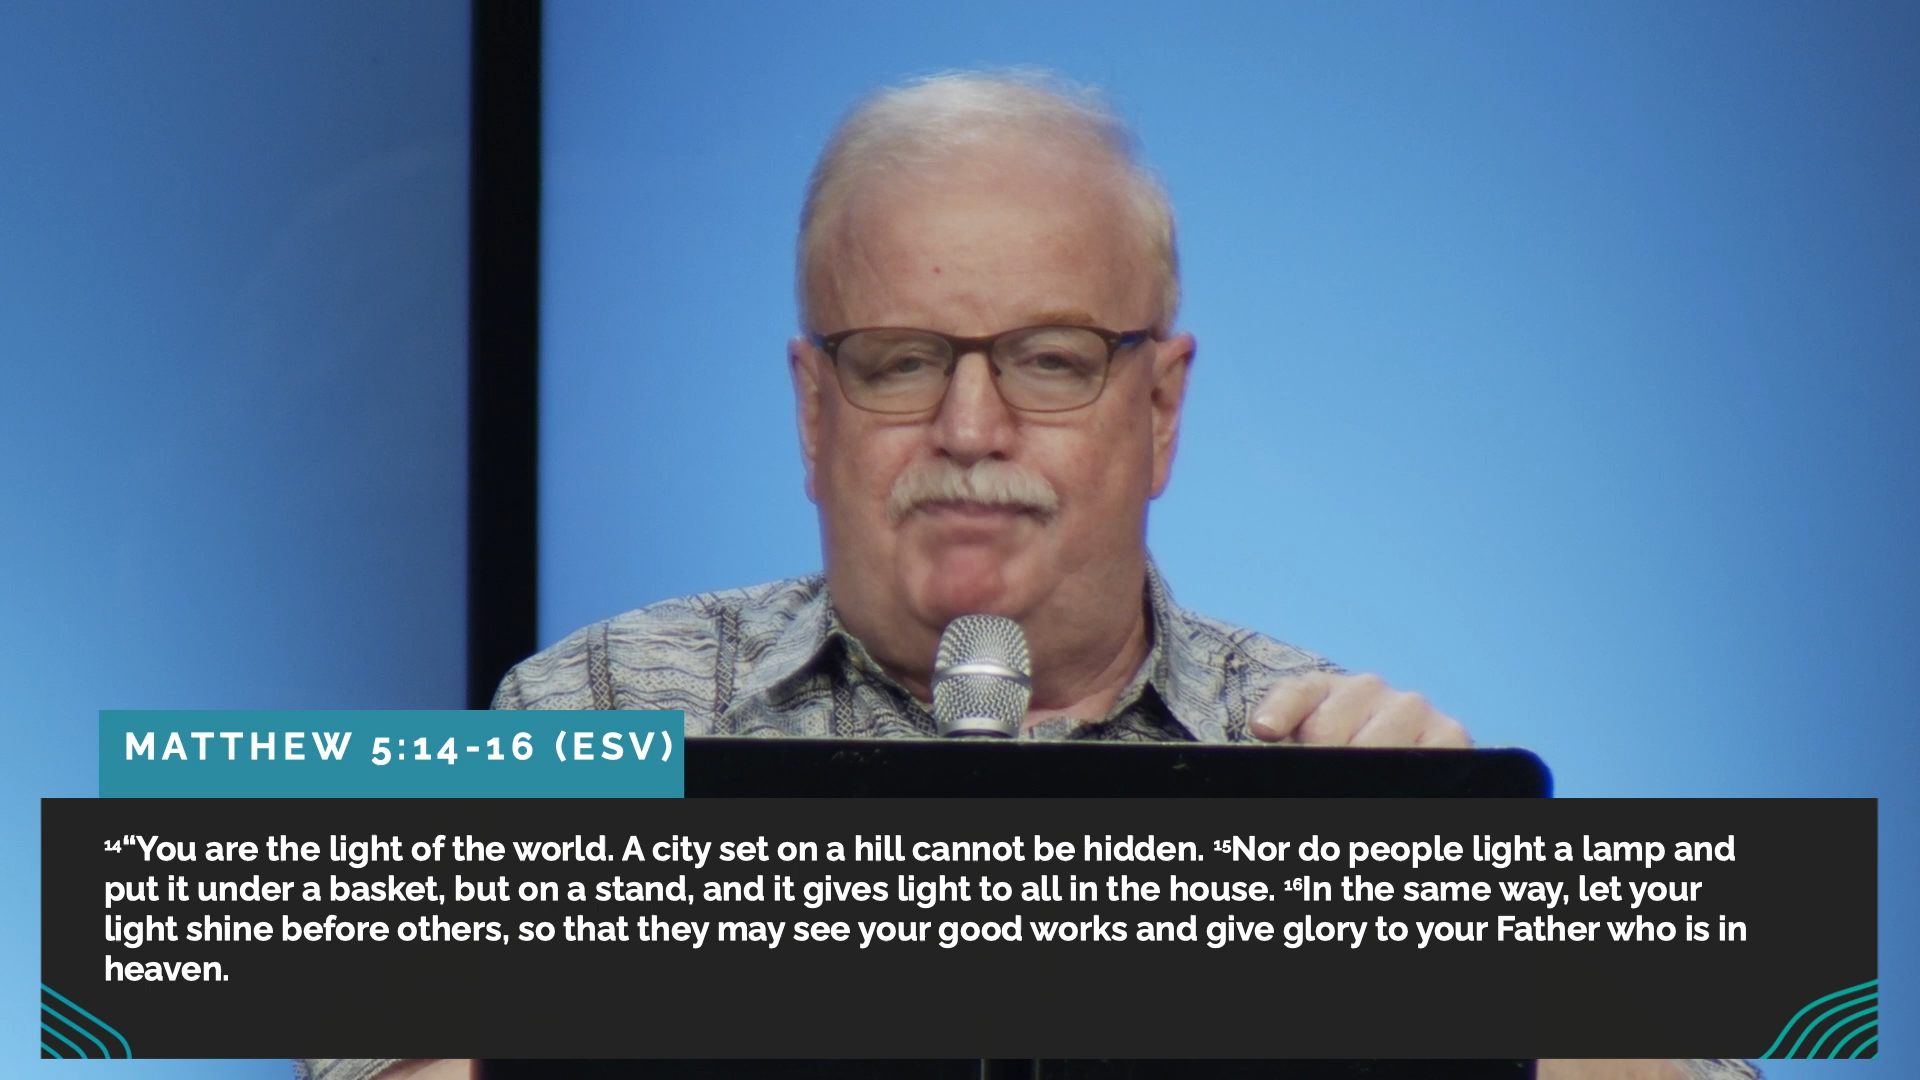 MATTHEW 5:14-16 (ESV)
¹⁴“You are the light of the world. A city set on a hill cannot be hidden. ¹⁵Nor do people light a lamp and
put it under a basket, but on a stand, and it gives light to all in the house. ¹⁶In the same way, let your
light shine before others, so that they may see your good works and give glory to your Father who is in
heaven.